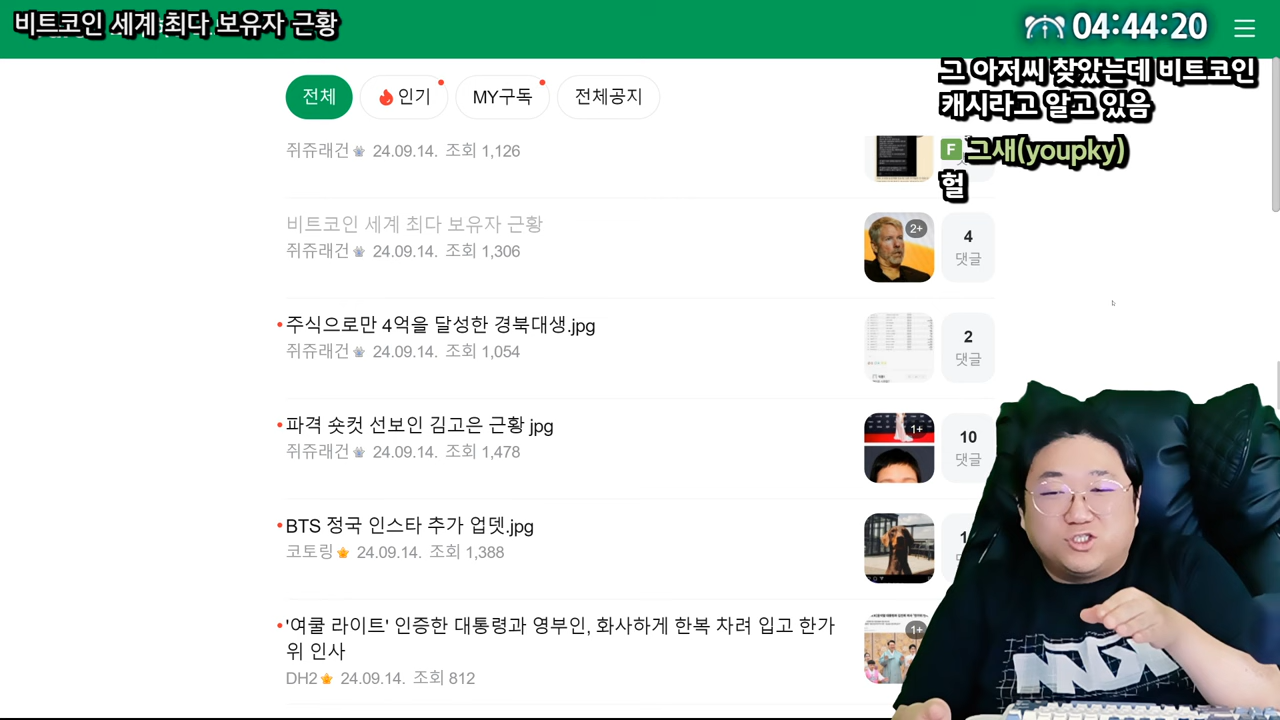 비트코인 세계 최다 보유자 근황
04:44:20
전체
인기
MY구독
전체공지
그 아저씨 찾았는데 비트코인
캐시라고 알고 있음
F 그새(youpky)
헐
쥐쥬래건 24.09.14. 조회 1,126
비트코인 세계 최다 보유자 근황
쥐쥬래건 24.09.14. 조회 1,306
2+
4
댓글
주식으로만 4억을 달성한 경북대생.jpg
쥐쥬래건 24.09.14. 조회 1,554
2
댓글
파격 숏컷 선보인 김고은 근황 jpg
쥐쥬래건 24.09.14. 조회 1,478
1+
10
댓글
BTS 정국 인스타 추가 업뎃.jpg
코토링 24.09.14. 조회 1,388
'여쿨 라이트' 인증한 대통령과 영부인, 화사하게 한복 차려 입고 한가
위 인사
DH2 24.09.14. 조회 812
1+